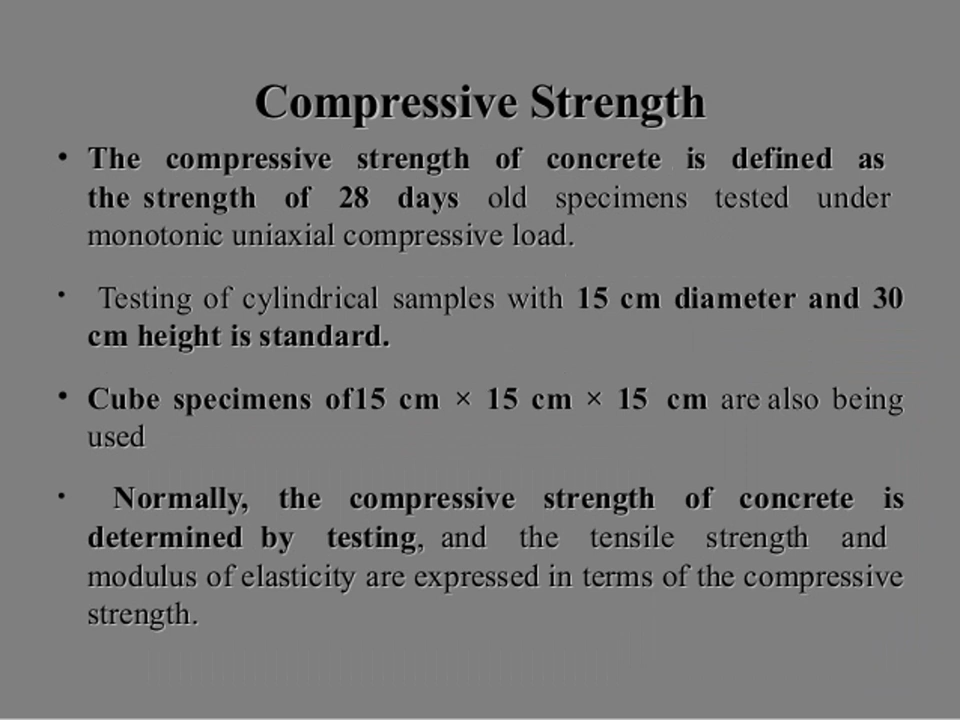 Compressive Strength
• The compressive strength of concrete is defined as
the strength of 28 days old specimens tested under
monotonic uniaxial compressive load.
• Testing of cylindrical samples with 15 cm diameter and 30
cm height is standard.
• Cube specimens of15 cm × 15 cm × 15 cm are also being
used
• Normally, the compressive strength of concrete is
determined by testing, and the tensile strength and
modulus of elasticity are expressed in terms of the compressive
strength.